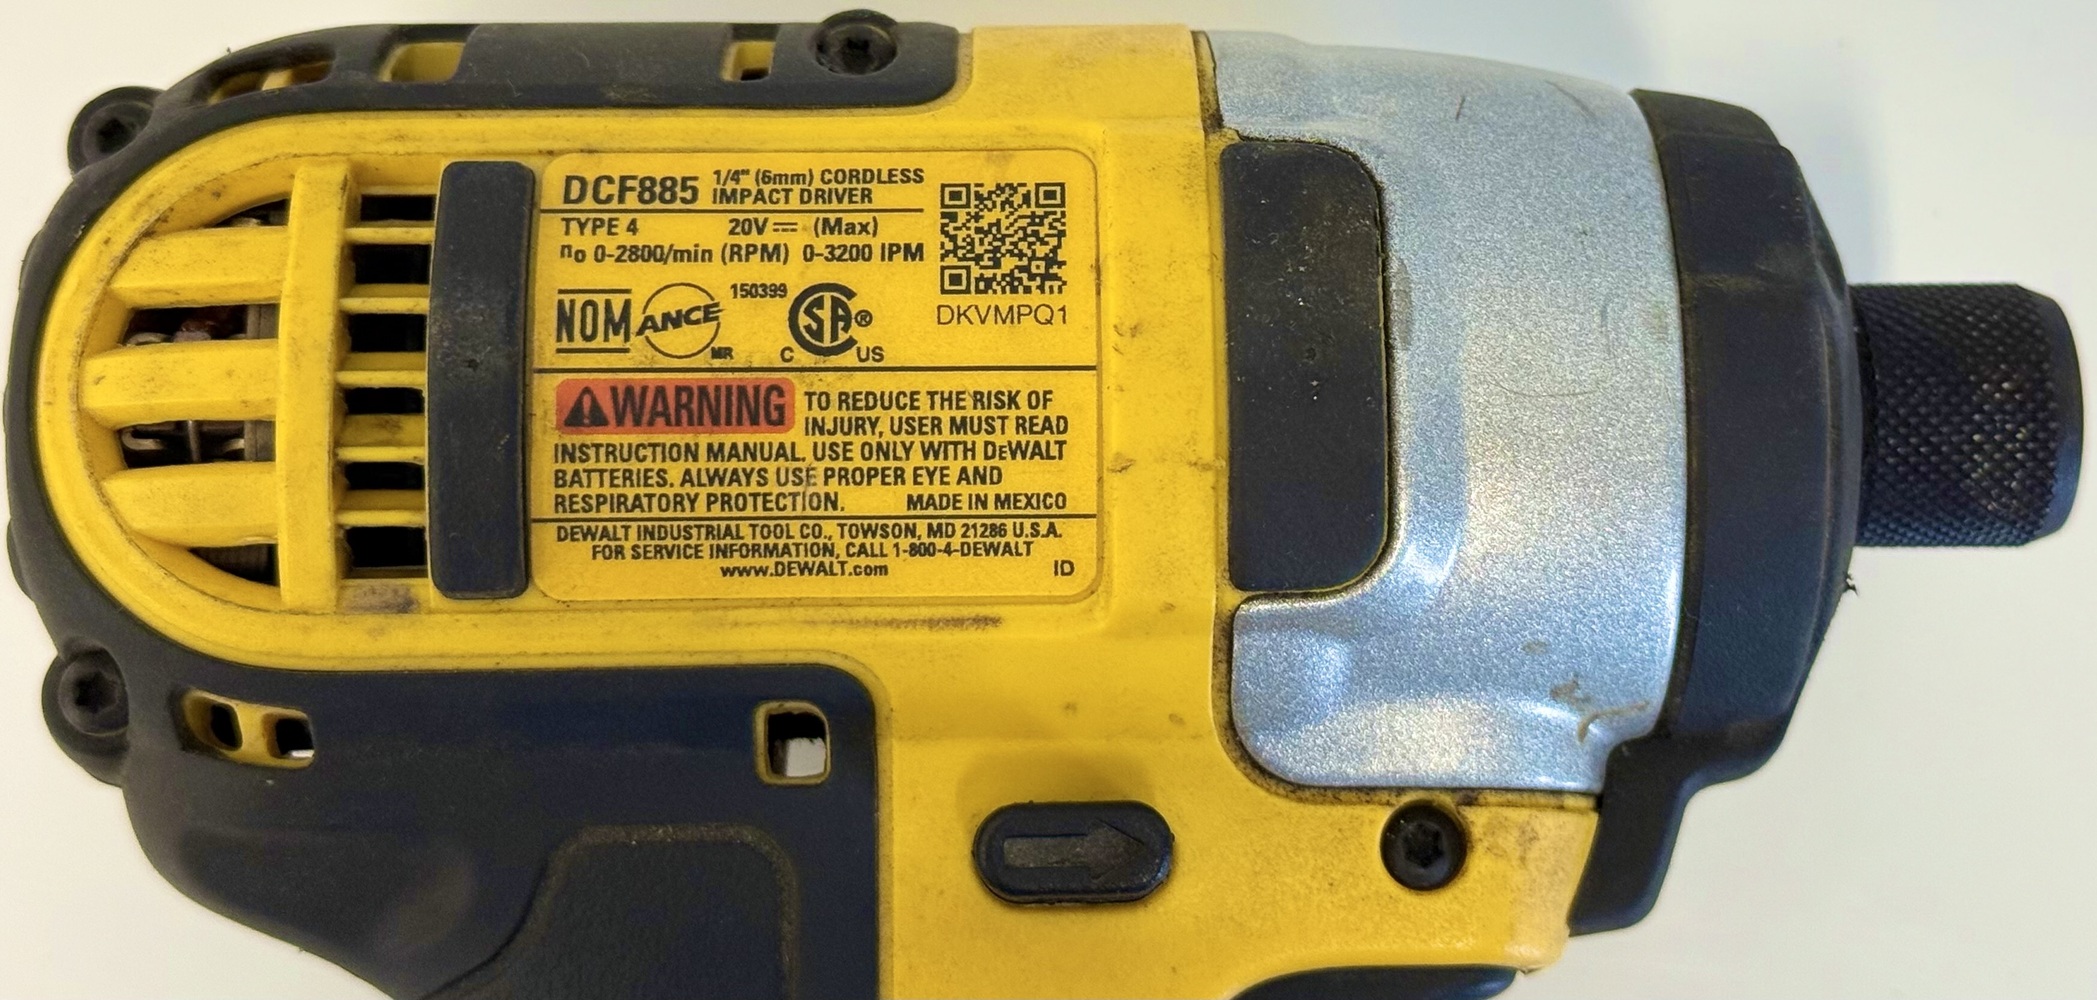 DCF885 1/4" (6mm) CORDLESS
IMPACT DRIVER
TYPE 4 20V⎓ (Max)
no 0-2800/min (RPM) 0-3200 IPM
NOM ANCE MR 150399 CSA® C US
DKVMPQ1
WARNING TO REDUCE THE RISK OF
INJURY, USER MUST READ
INSTRUCTION MANUAL. USE ONLY WITH DEWALT
BATTERIES. ALWAYS USE PROPER EYE AND
RESPIRATORY PROTECTION. MADE IN MEXICO
DEWALT INDUSTRIAL TOOL CO., TOWSON, MD 21286 U.S.A.
FOR SERVICE INFORMATION, CALL 1-800-4-DEWALT
www.DEWALT.com ID